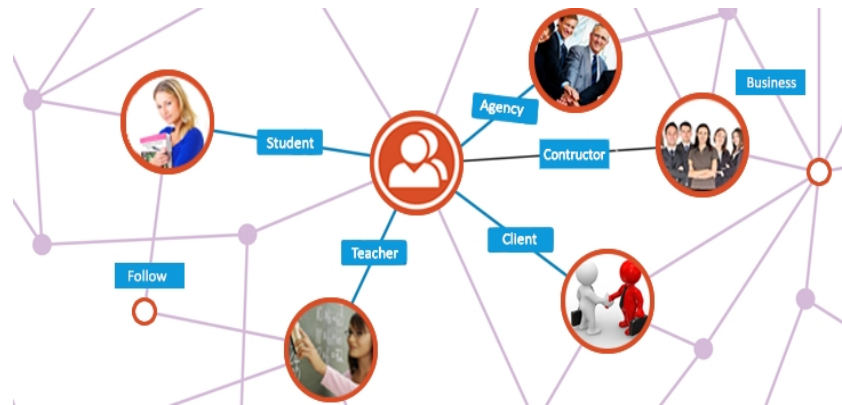 Business
Agency
Student
Contructor
Client
Teacher
Follow